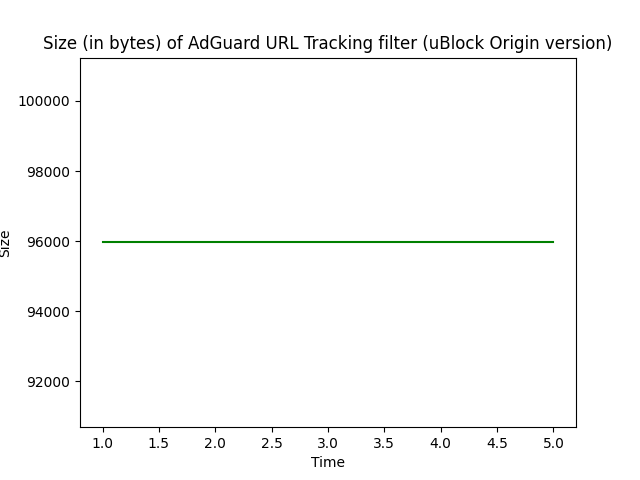 Size (in bytes) of AdGuard URL Tracking filter (uBlock Origin version)
100000
98000
96000
94000
92000
Size
1.0 1.5 2.0 2.5 3.0 3.5 4.0 4.5 5.0
Time